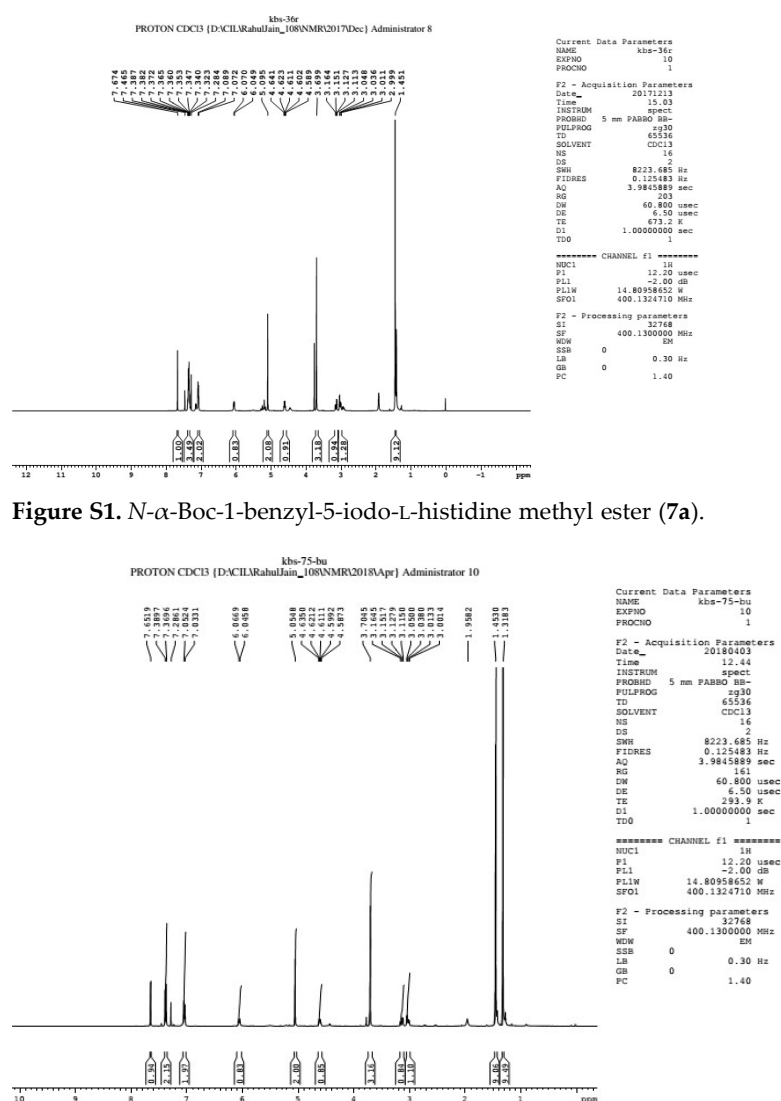 kbs-36r
PROTON CDCl3 {D:\CIL\RahulJain_108\NMR\2017\Dec} Administrator 8
7.674
7.465
7.387
7.382
7.372
7.365
7.360
7.353
7.347
7.340
7.323
7.284
7.089
7.072
6.070
6.049
5.095
4.641
4.623
4.611
4.602
4.589
3.699
3.164
3.151
3.127
3.113
3.048
3.036
3.011
2.999
1.451
Current Data Parameters
NAME kbs-36r
EXPNO 10
PROCNO 1
F2 - Acquisition Parameters
Date_ 20171213
Time 15.03
INSTRUM spect
PROBHD 5 mm PABBO BB-
PULPROG zg30
TD 65536
SOLVENT CDCl3
NS 16
DS 2
SWH 8223.685 Hz
FIDRES 0.125483 Hz
AQ 3.9845889 sec
RG 203
DW 60.800 usec
DE 6.50 usec
TE 673.2 K
D1 1.00000000 sec
TD0 1
======== CHANNEL f1 ========
NUC1 1H
P1 12.20 usec
PL1 -2.00 dB
PL1W 14.80958652 W
SFO1 400.1324710 MHz
F2 - Processing parameters
SI 32768
SF 400.1300000 MHz
WDW EM
SSB 0
LB 0.30 Hz
GB 0
PC 1.40
1.00
3.49
2.02
0.83
2.08
0.91
3.18
0.94
1.28
9.12
12 11 10 9 8 7 6 5 4 3 2 1 0 -1 ppm
Figure S1. N-α-Boc-1-benzyl-5-iodo-L-histidine methyl ester (7a).
kbs-75-bu
PROTON CDCl3 {D:\CIL\RahulJain_108\NMR\2018\Apr} Administrator 10
7.6519
7.3897
7.3696
7.2861
7.0524
7.0331
6.0669
6.0458
5.0548
4.6350
4.6212
4.6111
4.5992
4.5873
3.7045
3.1645
3.1517
3.1279
3.1150
3.0500
3.0380
3.0133
3.0014
1.9582
1.4530
1.3183
Current Data Parameters
NAME kbs-75-bu
EXPNO 10
PROCNO 1
F2 - Acquisition Parameters
Date_ 20180403
Time 12.44
INSTRUM spect
PROBHD 5 mm PABBO BB-
PULPROG zg30
TD 65536
SOLVENT CDCl3
NS 16
DS 2
SWH 8223.685 Hz
FIDRES 0.125483 Hz
AQ 3.9845889 sec
RG 161
DW 60.800 usec
DE 6.50 usec
TE 293.9 K
D1 1.00000000 sec
TD0 1
======== CHANNEL f1 ========
NUC1 1H
P1 12.20 usec
PL1 -2.00 dB
PL1W 14.80958652 W
SFO1 400.1324710 MHz
F2 - Processing parameters
SI 32768
SF 400.1300000 MHz
WDW EM
SSB 0
LB 0.30 Hz
GB 0
PC 1.40
0.94
2.15
1.97
0.83
2.00
0.85
3.16
0.84
1.10
9.06
9.49
10 9 8 7 6 5 4 3 2 1 ppm